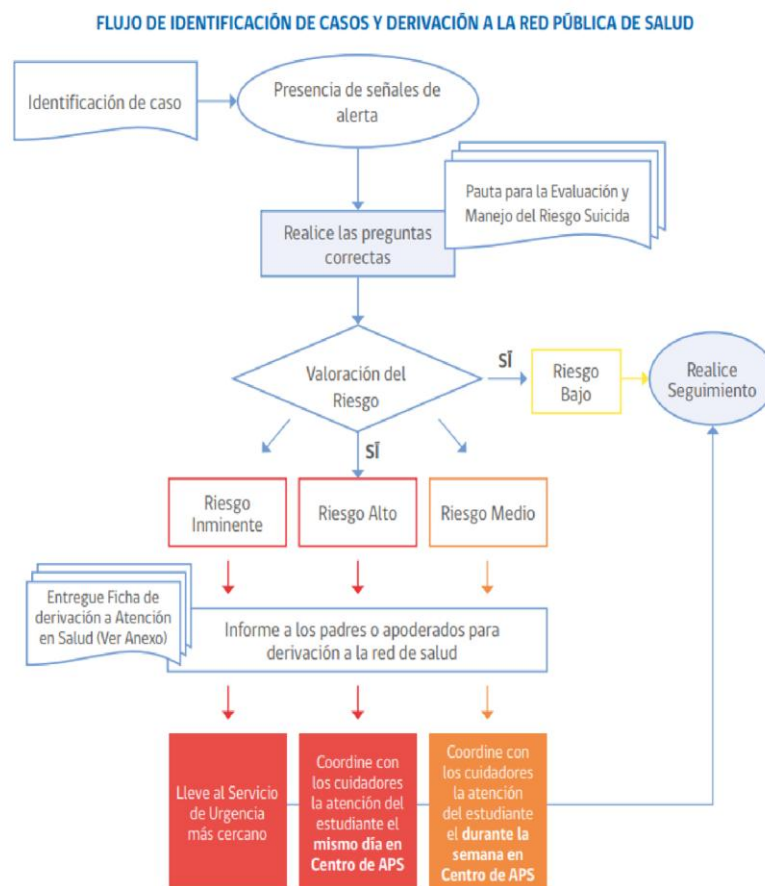 FLUJO DE IDENTIFICACIÓN DE CASOS Y DERIVACIÓN A LA RED PÚBLICA DE SALUD
Identificación de caso
Presencia de señales de
alerta
Pauta para la Evaluación y
Manejo del Riesgo Suicida
Realice las preguntas
correctas
Valoración del
Riesgo
SÍ
Riesgo
Bajo
Realice
Seguimiento
SÍ
Riesgo
Inminente
Riesgo Alto
Riesgo Medio
Entregue Ficha de
derivación a Atención
en Salud (Ver Anexo)
Informe a los padres o apoderados para
derivación a la red de salud
Lleve al Servicio
de Urgencia
más cercano
Coordine con
los cuidadores
la atención
del estudiante el
mismo día en
Centro de APS
Coordine con
los cuidadores
la atención
del estudiante
el durante la
semana en
Centro de APS